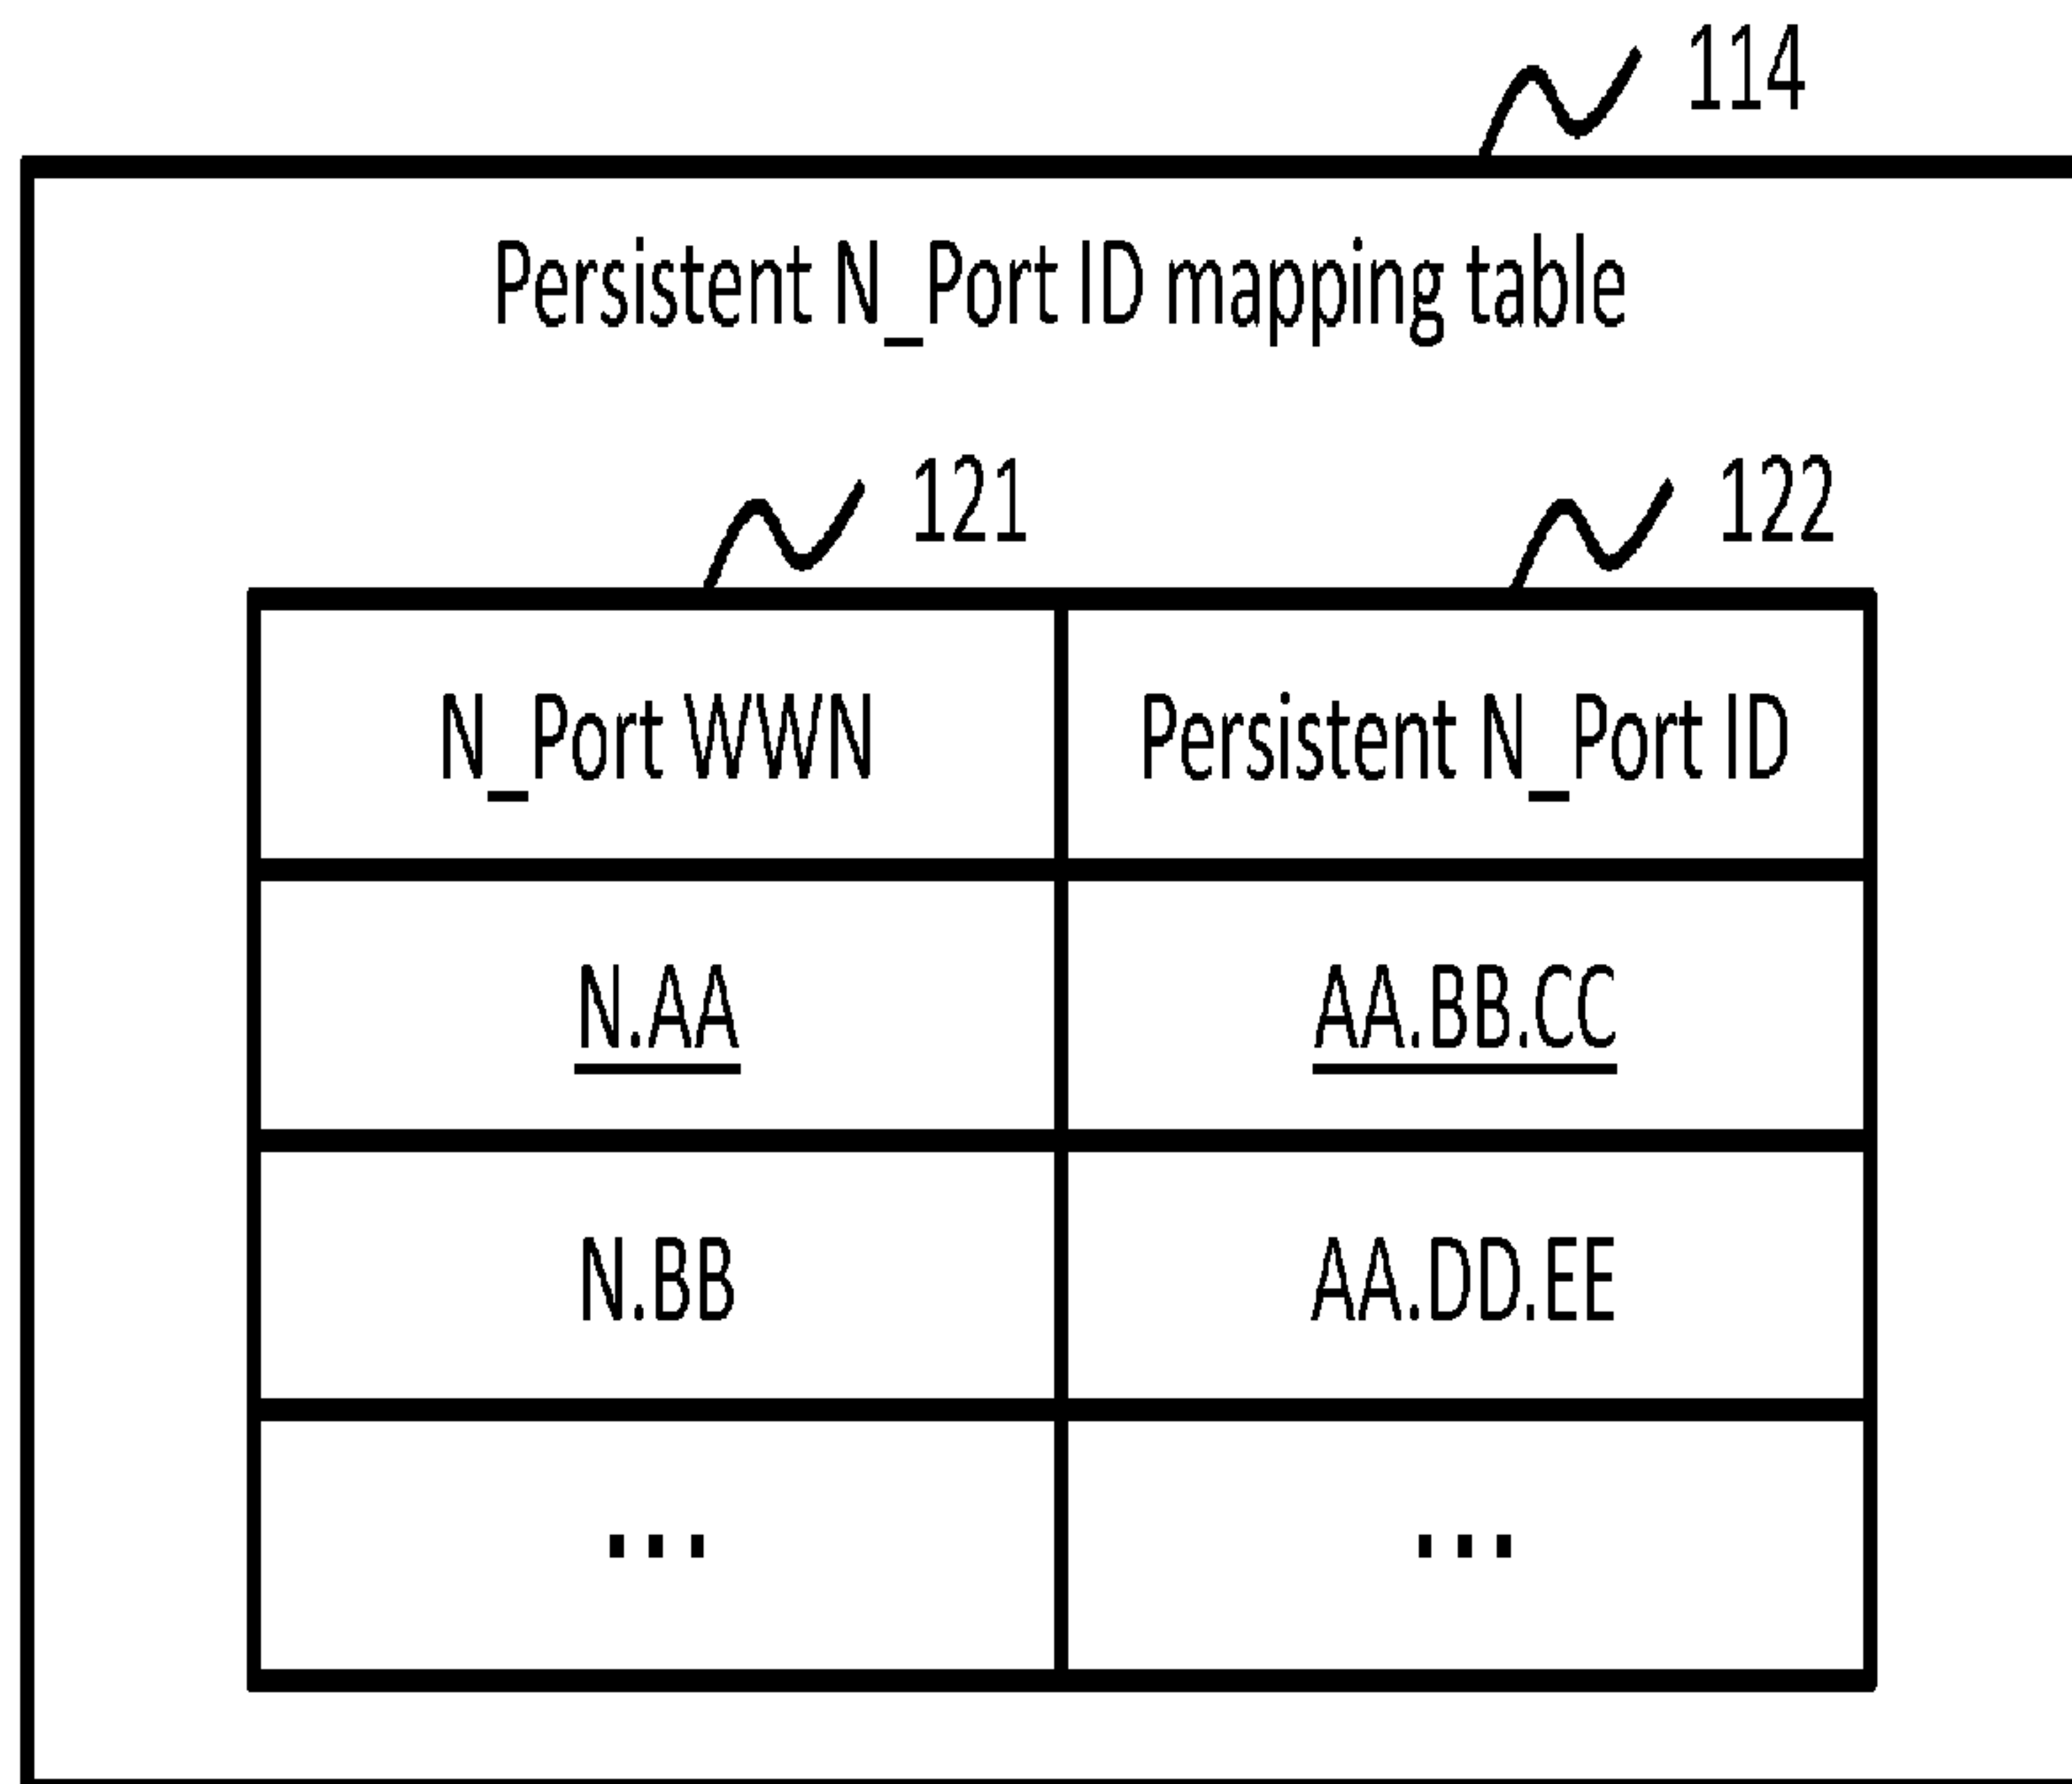 114
Persistent N_Port ID mapping table
121
122
N_Port WWN
Persistent N_Port ID
N.AA
AA.BB.CC
N.BB
AA.DD.EE
...
...